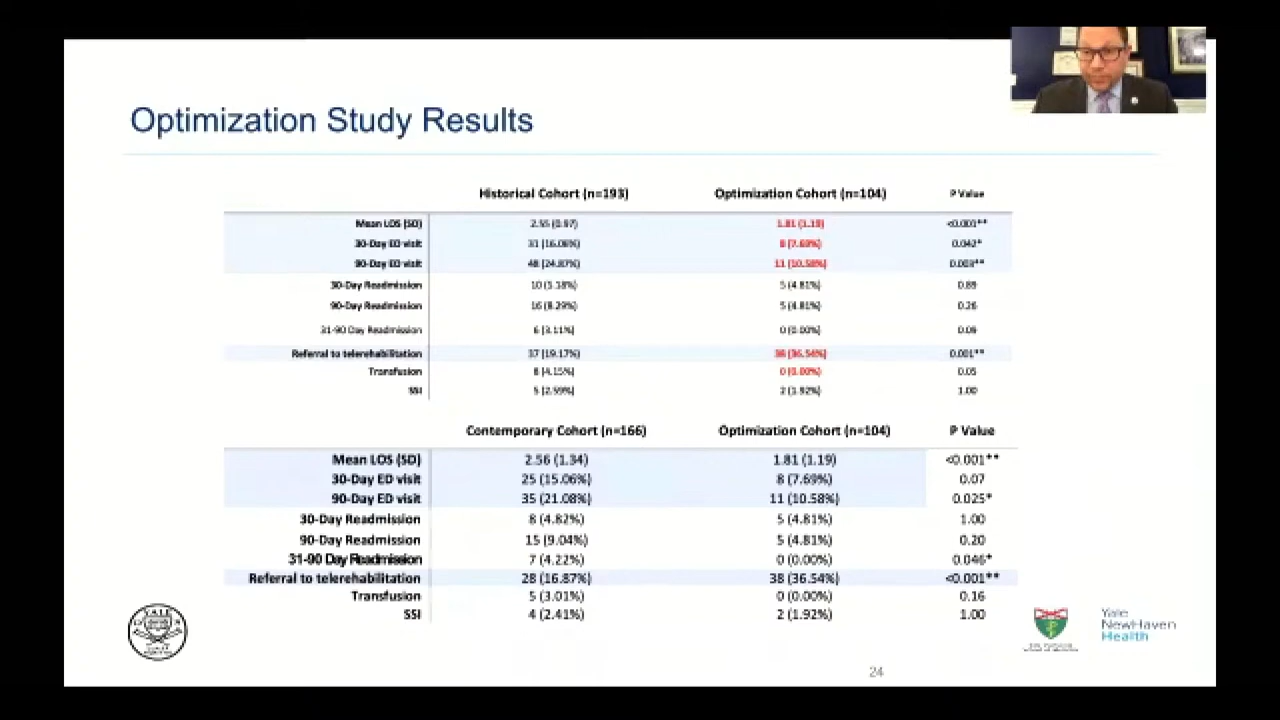 Optimization Study Results
Historical Cohort (n=193) Optimization Cohort (n=104) P Value
Mean LOS (SD) 2.55 (0.97) 1.81 (1.19) <0.001**
30-Day ED visit 31 (16.06%) 8 (7.69%) 0.042*
90-Day ED visit 48 (24.87%) 11 (10.58%) 0.003**
30-Day Readmission 10 (5.18%) 5 (4.81%) 0.89
90-Day Readmission 16 (8.29%) 5 (4.81%) 0.26
31-90 Day Readmission 6 (3.11%) 0 (0.00%) 0.09
Referral to telerehabilitation 37 (19.17%) 38 (36.54%) 0.001**
Transfusion 8 (4.15%) 0 (0.00%) 0.05
SSI 5 (2.59%) 2 (1.92%) 1.00
Contemporary Cohort (n=166) Optimization Cohort (n=104) P Value
Mean LOS (SD) 2.56 (1.34) 1.81 (1.19) <0.001**
30-Day ED visit 25 (15.06%) 8 (7.69%) 0.07
90-Day ED visit 35 (21.08%) 11 (10.58%) 0.025*
30-Day Readmission 8 (4.82%) 5 (4.81%) 1.00
90-Day Readmission 15 (9.04%) 5 (4.81%) 0.20
31-90 Day Readmission 7 (4.22%) 0 (0.00%) 0.046*
Referral to telerehabilitation 28 (16.87%) 38 (36.54%) <0.001**
Transfusion 5 (3.01%) 0 (0.00%) 0.16
SSI 4 (2.41%) 2 (1.92%) 1.00
YALE
Yale
NewHaven
Health
24